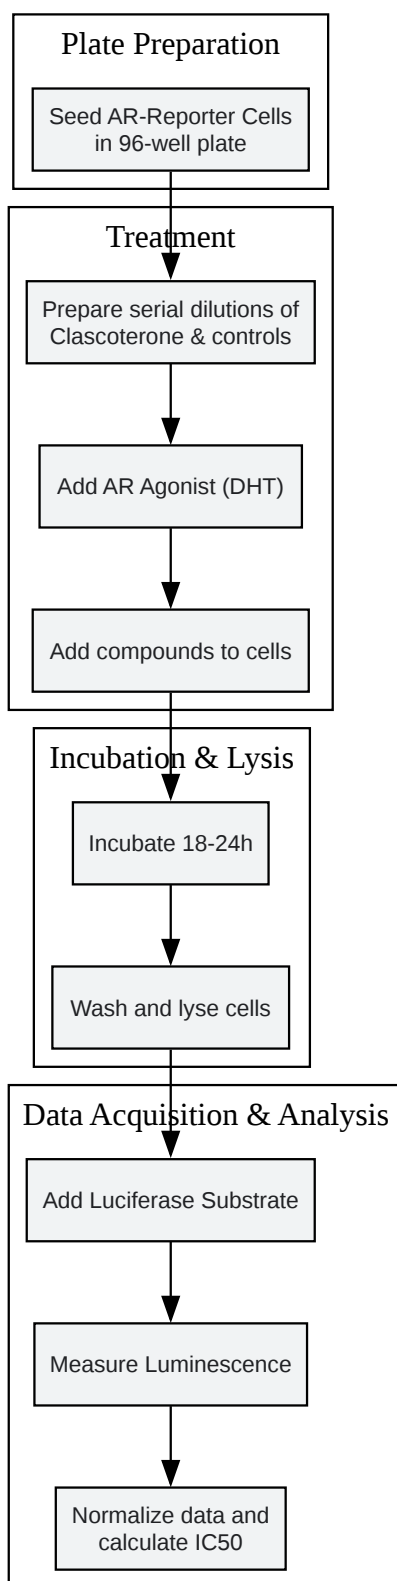 Plate Preparation
Seed AR-Reporter Cells
in 96-well plate
Treatment
Prepare serial dilutions of
Clascoterone & controls
Add AR Agonist (DHT)
Add compounds to cells
Incubation & Lysis
Incubate 18-24h
Wash and lyse cells
Data Acquisition & Analysis
Add Luciferase Substrate
Measure Luminescence
Normalize data and
calculate IC50